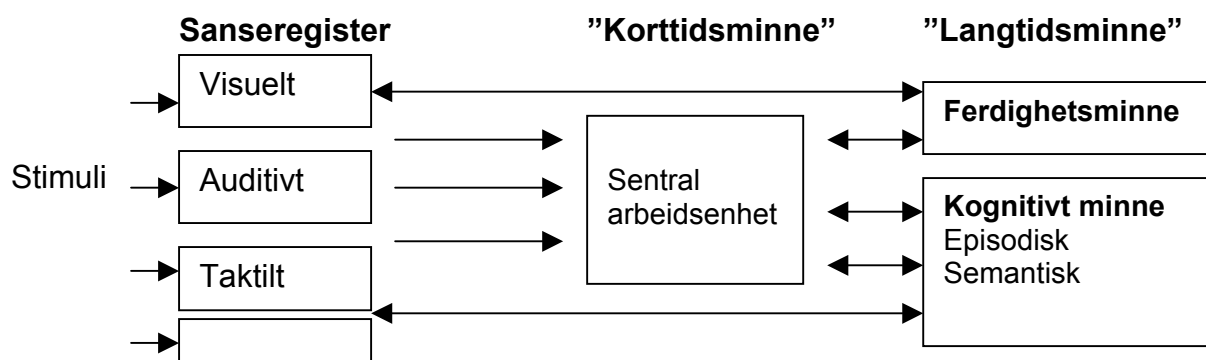 Sanseregister ”Korttidsminne” ”Langtidsminne”
Visuelt
Ferdighetsminne
Stimuli
Auditivt
Sentral
arbeidsenhet
Kognitivt minne
Episodisk
Semantisk
Taktilt